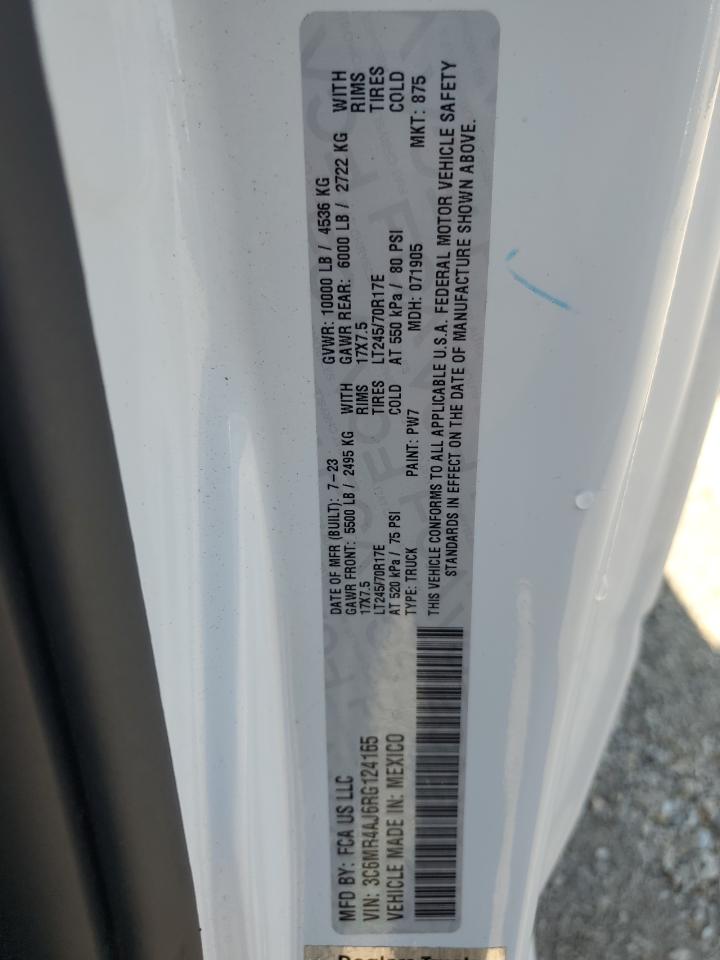 MFD BY: FCA US LLC
VIN: 3C6MR4AJ6RG124165
VEHICLE MADE IN: MEXICO
DATE OF MFR (BUILT): 7-23
GVWR: 10000 LB / 4536 KG
GAWR FRONT: 5500 LB / 2495 KG WITH
17X7.5 RIMS
LT245/70R17E TIRES
AT 520 kPa / 75 PSI COLD
GAWR REAR: 6000 LB / 2722 KG WITH
17X7.5 RIMS
LT245/70R17E TIRES
AT 550 kPa / 80 PSI COLD
TYPE: TRUCK PAINT: PW7 MDH: 071905 MKT: 875
THIS VEHICLE CONFORMS TO ALL APPLICABLE U.S.A. FEDERAL MOTOR VEHICLE SAFETY
STANDARDS IN EFFECT ON THE DATE OF MANUFACTURE SHOWN ABOVE.